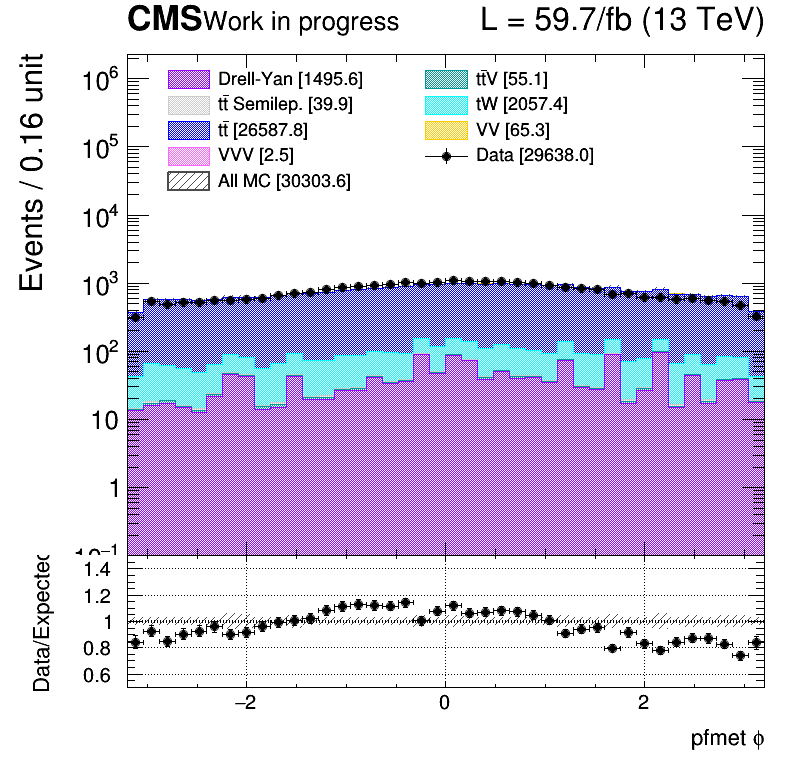 CMS Work in progress L = 59.7/fb (13 TeV)
Events / 0.16 unit
Drell-Yan [1495.6] tt̄V [55.1]
tt̄ Semilep. [39.9] tW [2057.4]
tt̄ [26587.8] VV [65.3]
VVV [2.5] Data [29638.0]
All MC [30303.6]
10⁶
10⁵
10⁴
10³
10²
10
1
10⁻¹
Data/Expected
1.4
1.2
1
0.8
0.6
−2 0 2
pfmet ϕ